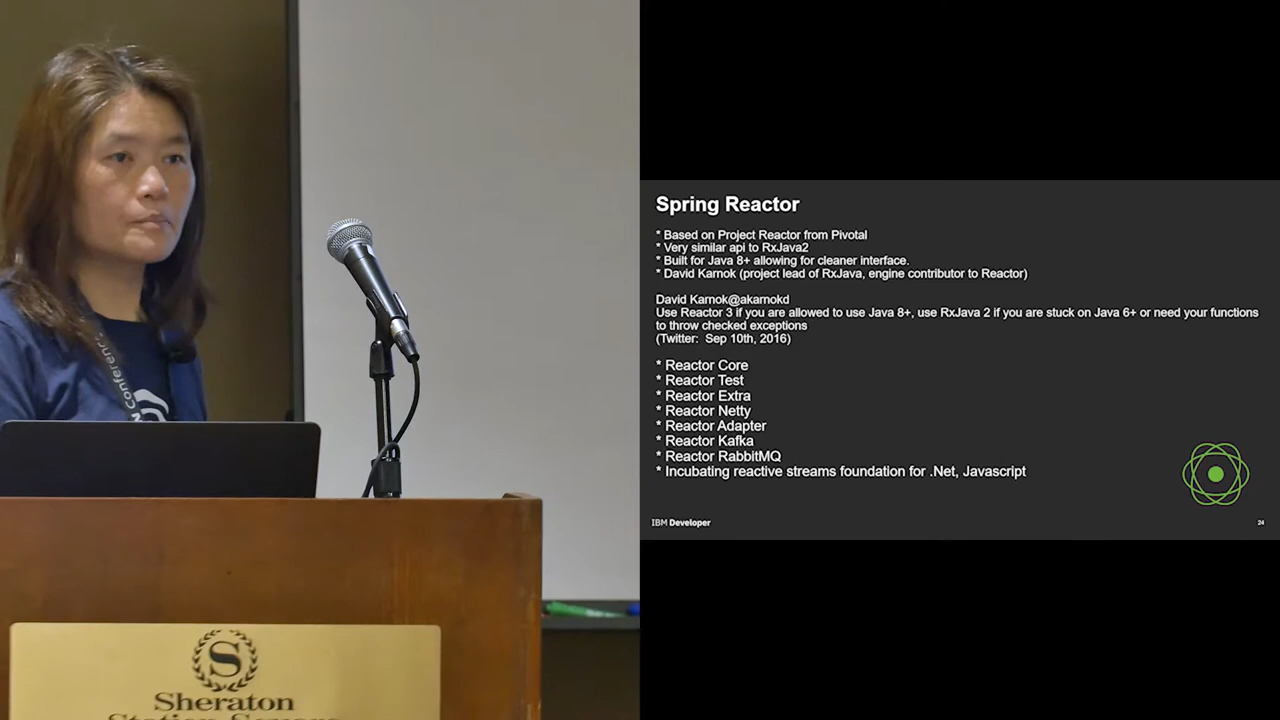 Conferenc
S
Sheraton
Spring Reactor
* Based on Project Reactor from Pivotal
* Very similar api to RxJava2
* Built for Java 8+ allowing for cleaner interface.
* David Karnok (project lead of RxJava, engine contributor to Reactor)
David Karnok@akarnokd
Use Reactor 3 if you are allowed to use Java 8+, use RxJava 2 if you are stuck on Java 6+ or need your functions
to throw checked exceptions
(Twitter: Sep 10th, 2016)
* Reactor Core
* Reactor Test
* Reactor Extra
* Reactor Netty
* Reactor Adapter
* Reactor Kafka
* Reactor RabbitMQ
* Incubating reactive streams foundation for .Net, Javascript
IBM Developer
24